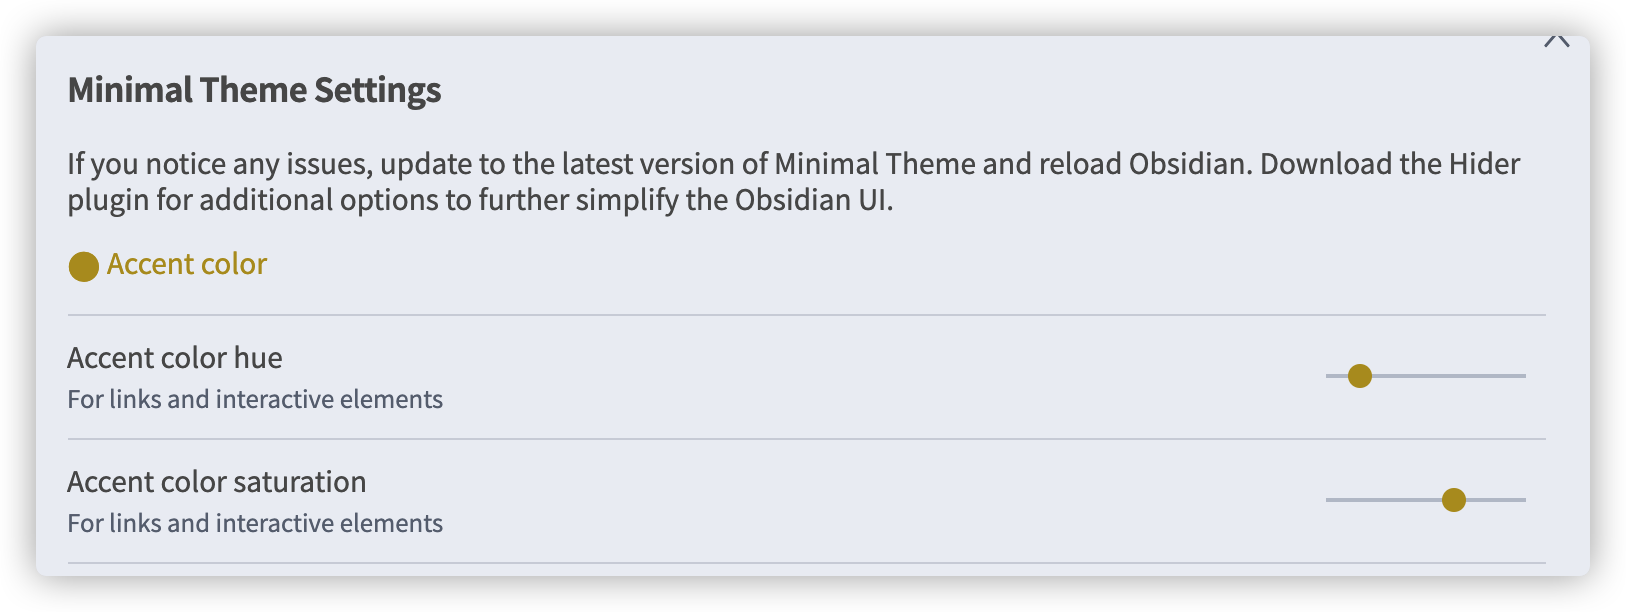 Minimal Theme Settings
If you notice any issues, update to the latest version of Minimal Theme and reload Obsidian. Download the Hider
plugin for additional options to further simplify the Obsidian UI.
Accent color
Accent color hue
For links and interactive elements
Accent color saturation
For links and interactive elements